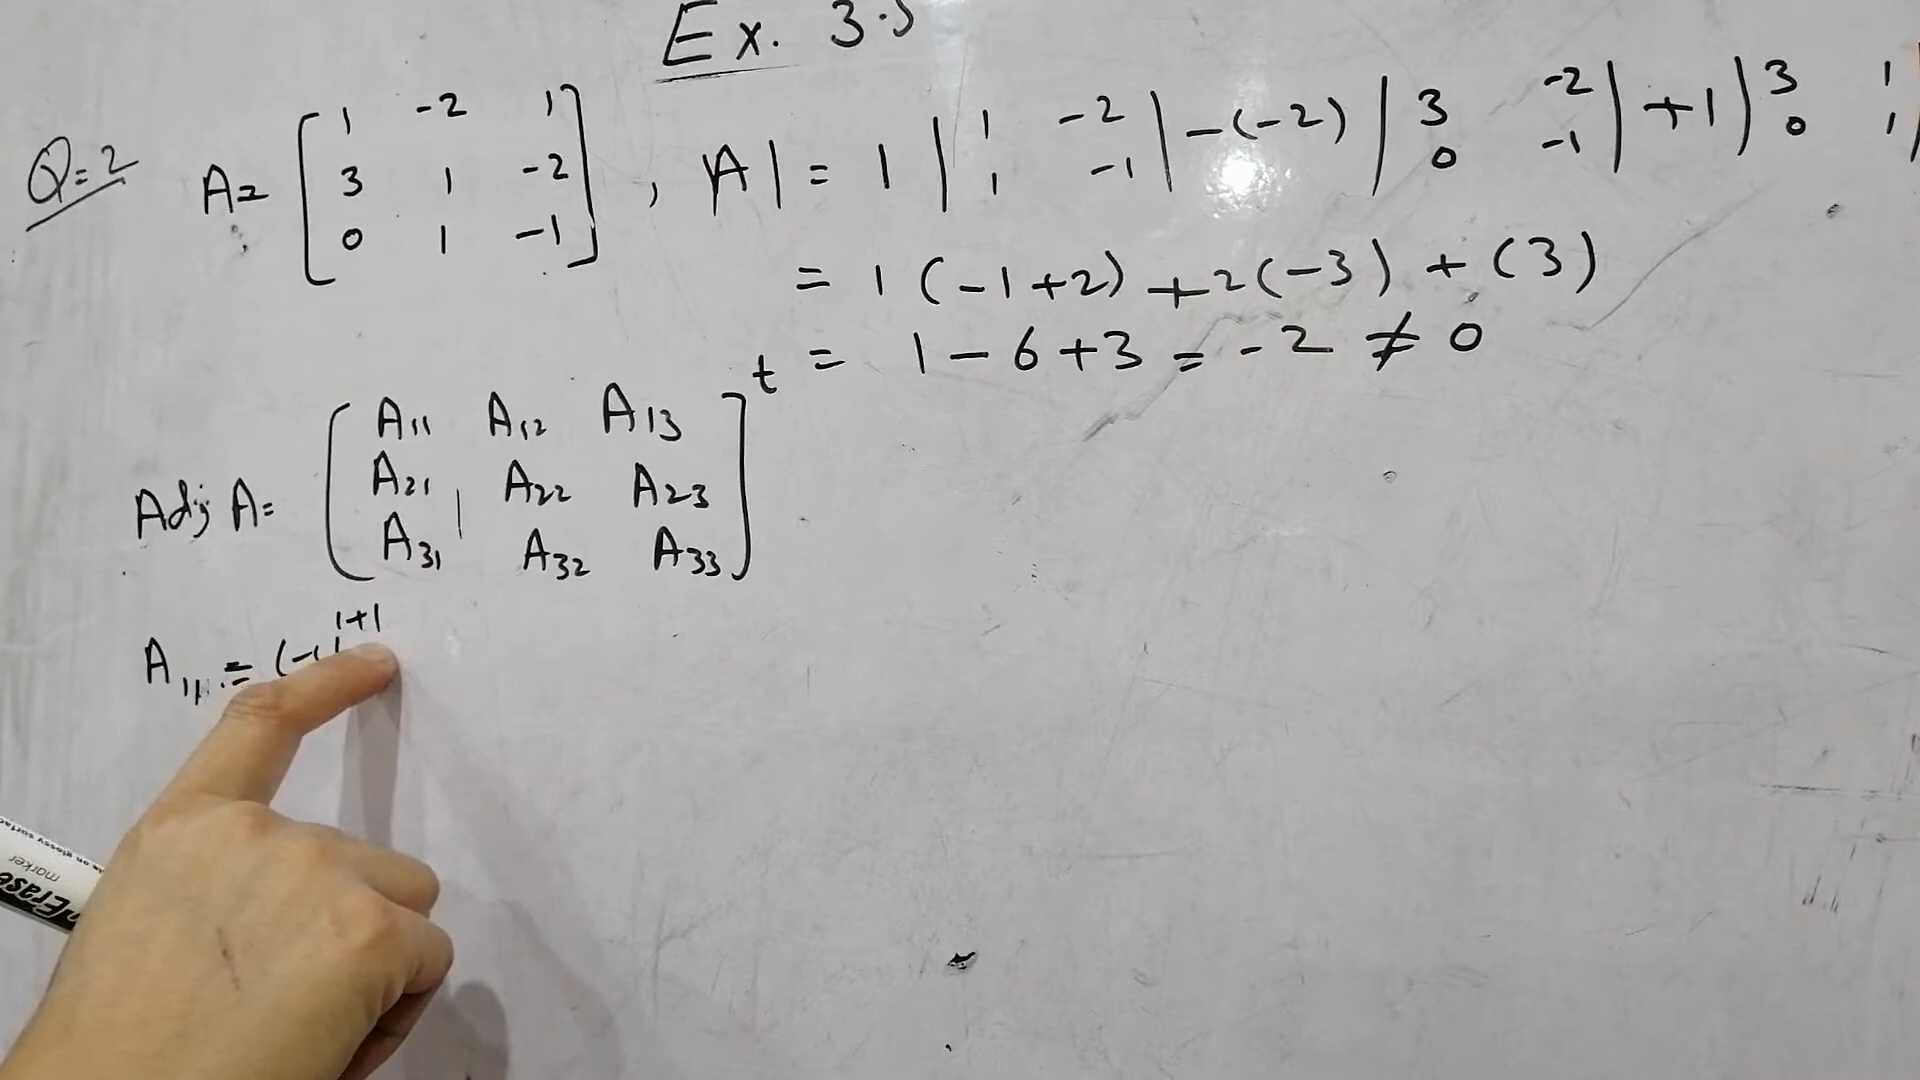 Ex. 3.5
Q=2 A= [ 1 -2 1 ; 3 1 -2 ; 0 1 -1 ] , |A| = 1 | 1 -2 ; 1 -1 | -(-2) | 3 -2 ; 0 -1 | +1 | 3 1 ; 0 1 |
= 1 (-1+2) +2(-3) + (3)
= 1-6+3 = -2 ≠ 0
Adj A= [ A11 A12 A13 ; A21 A22 A23 ; A31 A32 A33 ]^t
A11 = (-1)^1+1
marker